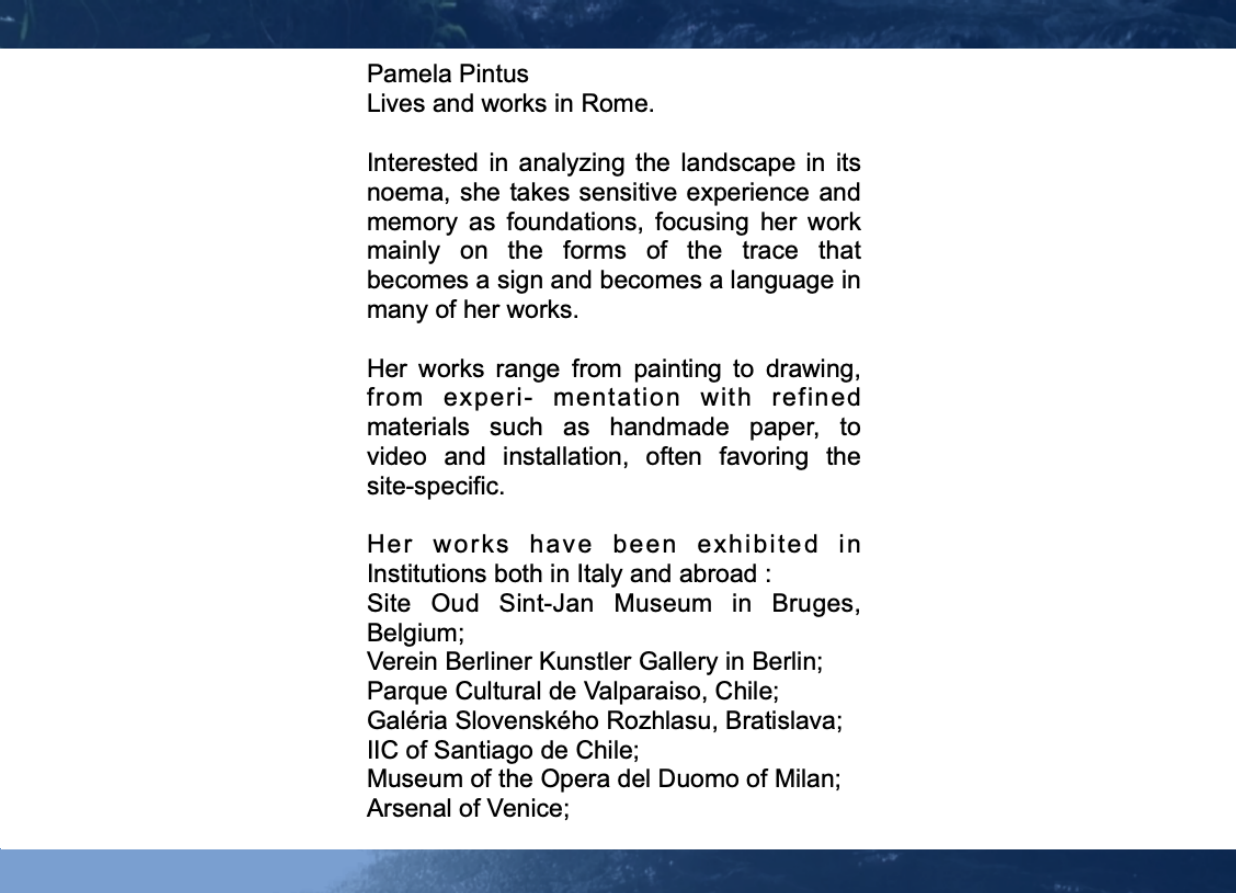 Pamela Pintus
Lives and works in Rome.
Interested in analyzing the landscape in its
noema, she takes sensitive experience and
memory as foundations, focusing her work
mainly on the forms of the trace that
becomes a sign and becomes a language in
many of her works.
Her works range from painting to drawing,
from experi- mentation with refined
materials such as handmade paper, to
video and installation, often favoring the
site-specific.
Her works have been exhibited in
Institutions both in Italy and abroad :
Site Oud Sint-Jan Museum in Bruges,
Belgium;
Verein Berliner Kunstler Gallery in Berlin;
Parque Cultural de Valparaiso, Chile;
Galéria Slovenského Rozhlasu, Bratislava;
IIC of Santiago de Chile;
Museum of the Opera del Duomo of Milan;
Arsenal of Venice;